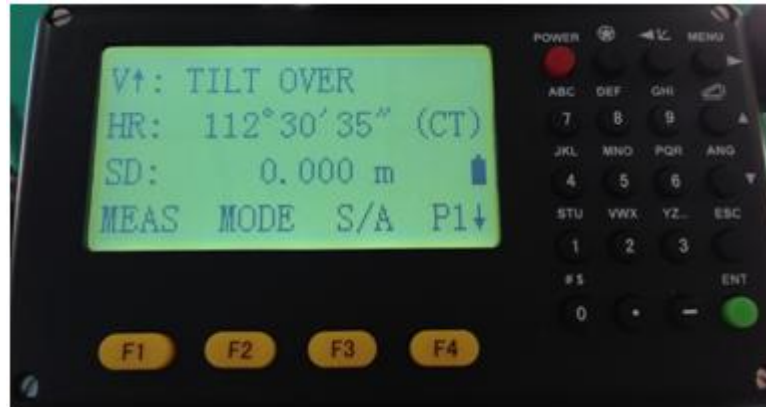 V↑: TILT OVER
HR: 112°30′35″ (CT)
SD: 0.000 m
MEAS MODE S/A P1↓
F1 F2 F3 F4
POWER MENU
ABC DEF GHI
7 8 9
JKL MNO PQR ANG
4 5 6
STU VWX YZ_ ESC
1 2 3
#$ ENT
0 • −